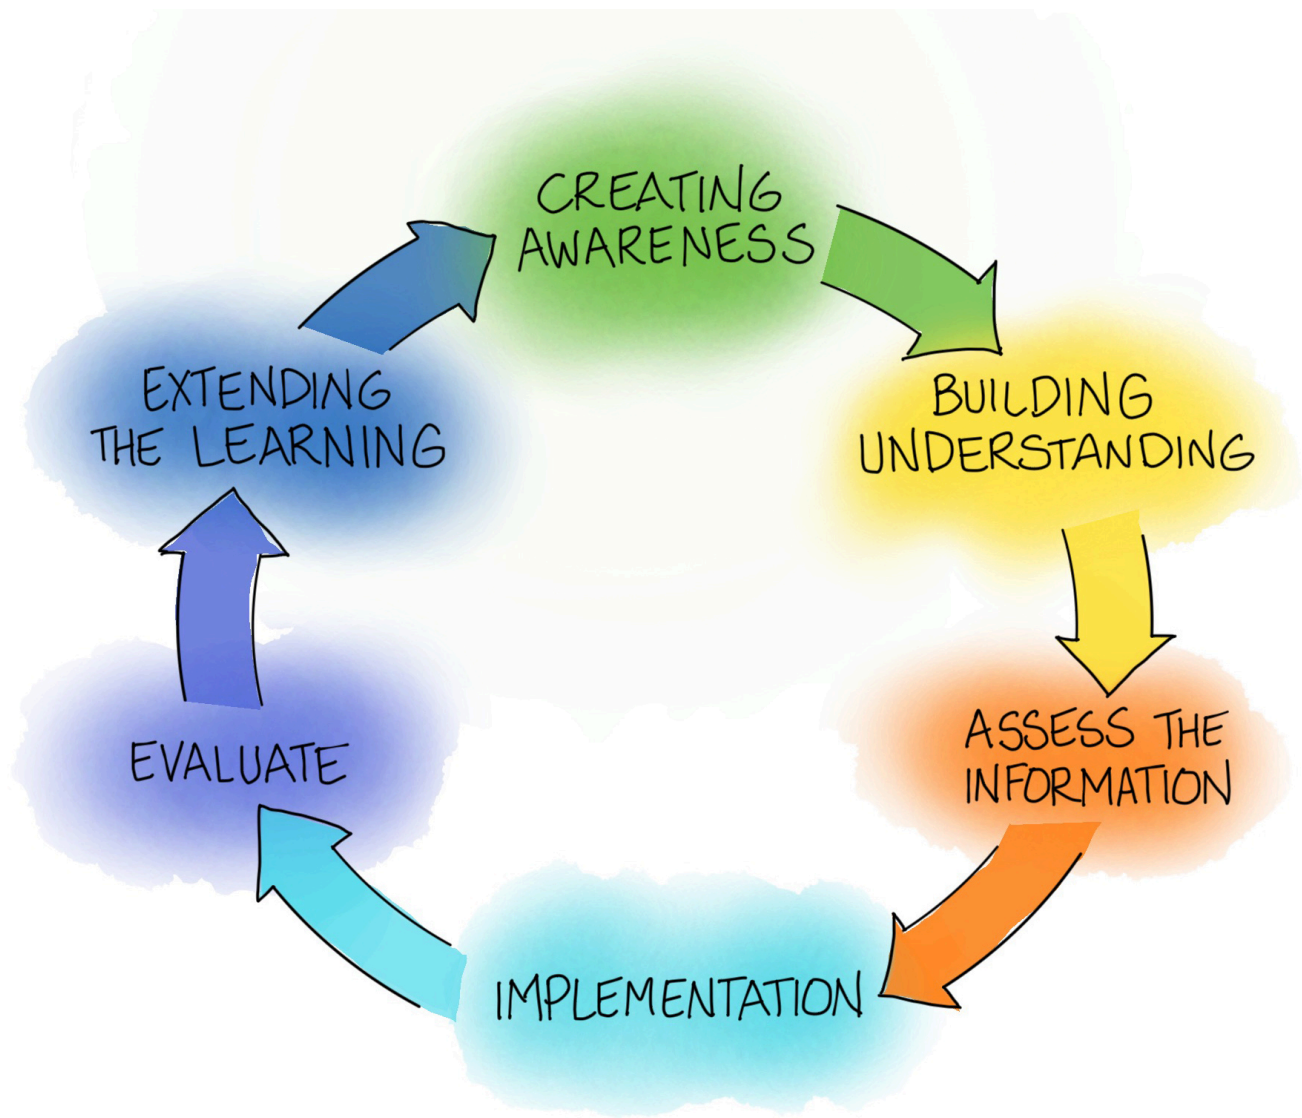 CREATING
AWARENESS
BUILDING
UNDERSTANDING
ASSESS THE
INFORMATION
IMPLEMENTATION
EVALUATE
EXTENDING
THE LEARNING